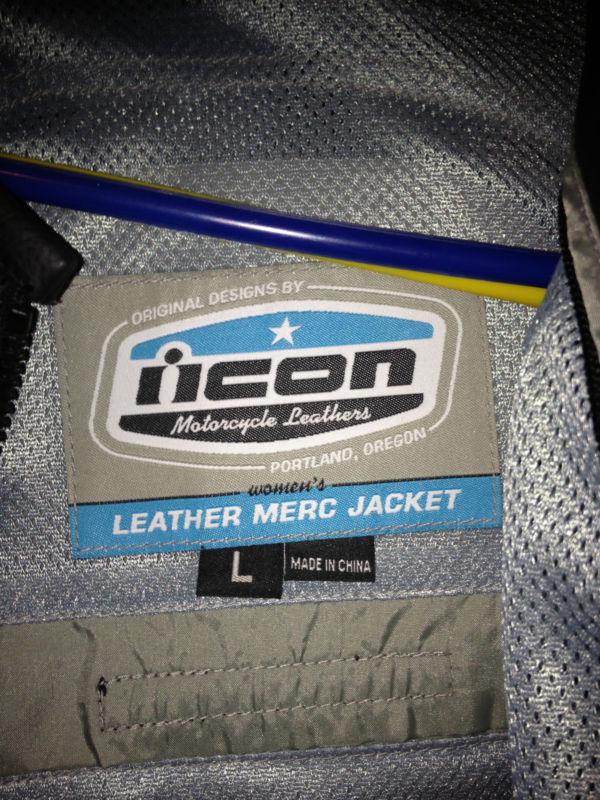 ORIGINAL DESIGNS BY
icon
Motorcycle Leathers
PORTLAND, OREGON
women's
LEATHER MERC JACKET
L
MADE IN CHINA